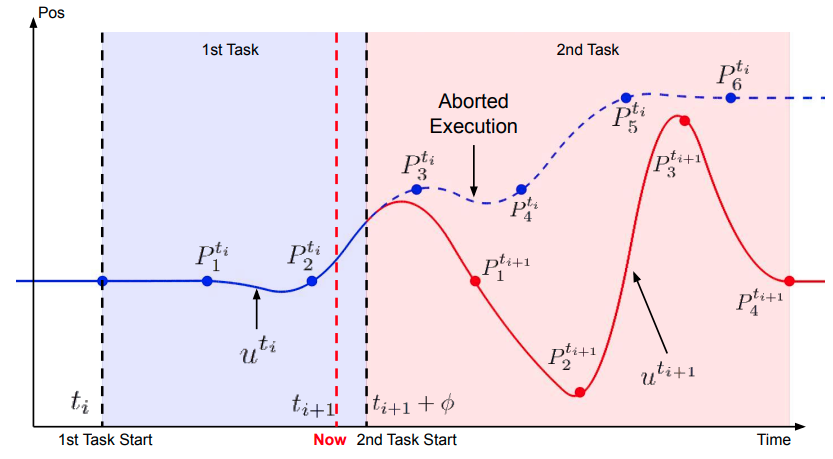 Pos
1st Task
2nd Task
P_6^{t_i}
Aborted
Execution
P_5^{t_i}
P_3^{t_i}
P_3^{t_{i+1}}
P_4^{t_i}
P_1^{t_i}
P_2^{t_i}
P_1^{t_{i+1}}
P_4^{t_{i+1}}
u^{t_i}
P_2^{t_{i+1}}
u^{t_{i+1}}
t_i
t_{i+1}
t_{i+1} + ϕ
1st Task Start
Now
2nd Task Start
Time